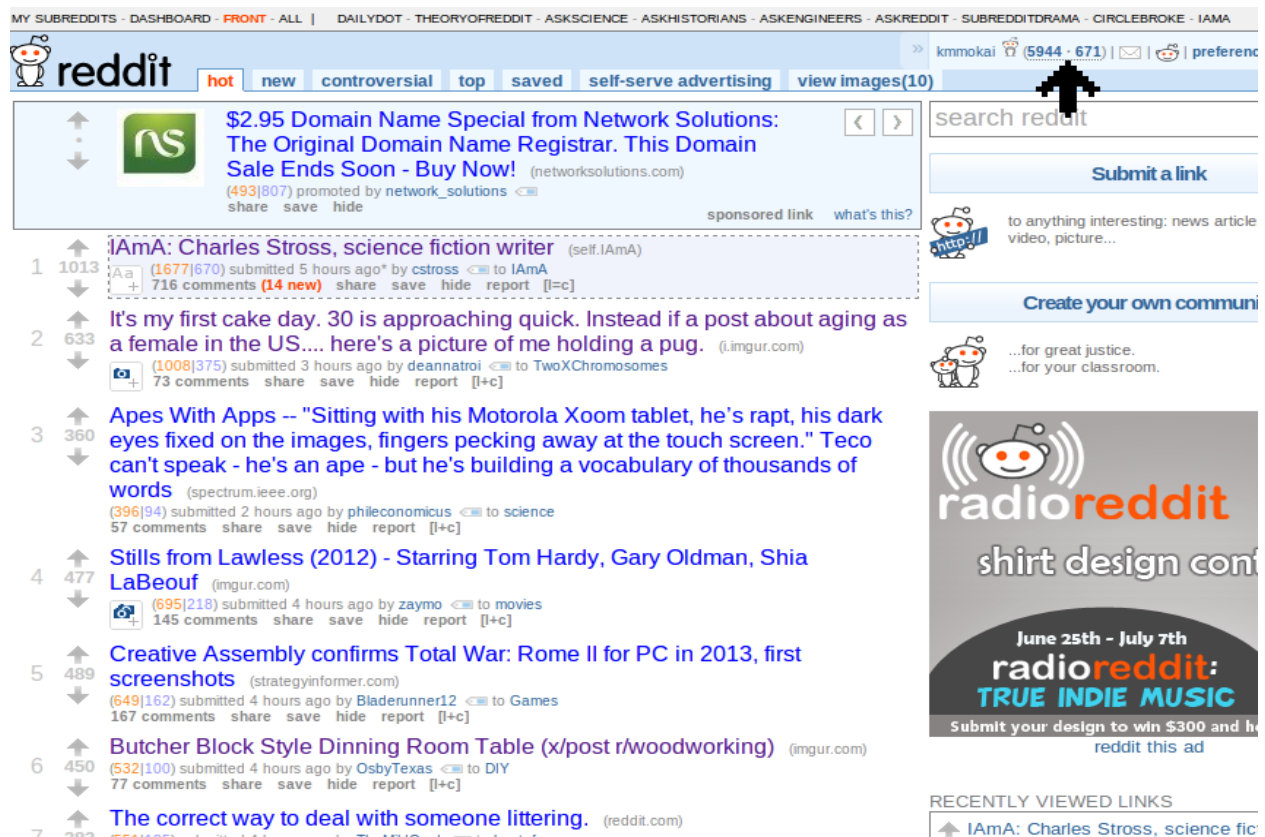 MY SUBREDDITS - DASHBOARD - FRONT - ALL | DAILYDOT - THEORYOFREDDIT - ASKSCIENCE - ASKHISTORIANS - ASKENGINEERS - ASKREDDIT - SUBREDDITDRAMA - CIRCLEBROKE - IAMA
» kmmokai (5944 · 671) | | | preferenc
reddit hot new controversial top saved self-serve advertising view images(10)
$2.95 Domain Name Special from Network Solutions:
The Original Domain Name Registrar. This Domain
Sale Ends Soon - Buy Now! (networksolutions.com)
(493|807) promoted by network_solutions
share save hide
sponsored link what's this?
1
1013
IAmA: Charles Stross, science fiction writer (self.IAmA)
Aa (1677|670) submitted 5 hours ago* by cstross to IAmA
716 comments (14 new) share save hide report [l=c]
2
633
It's my first cake day. 30 is approaching quick. Instead if a post about aging as
a female in the US.... here's a picture of me holding a pug. (i.imgur.com)
(1008|375) submitted 3 hours ago by deannatroi to TwoXChromosomes
73 comments share save hide report [l+c]
3
360
Apes With Apps -- "Sitting with his Motorola Xoom tablet, he's rapt, his dark
eyes fixed on the images, fingers pecking away at the touch screen." Teco
can't speak - he's an ape - but he's building a vocabulary of thousands of
words (spectrum.ieee.org)
(396|94) submitted 2 hours ago by phileconomicus to science
57 comments share save hide report [l+c]
4
477
Stills from Lawless (2012) - Starring Tom Hardy, Gary Oldman, Shia
LaBeouf (imgur.com)
(695|218) submitted 4 hours ago by zaymo to movies
145 comments share save hide report [l+c]
5
489
Creative Assembly confirms Total War: Rome II for PC in 2013, first
screenshots (strategyinformer.com)
(649|162) submitted 4 hours ago by Bladerunner12 to Games
167 comments share save hide report [l+c]
6
450
Butcher Block Style Dinning Room Table (x/post r/woodworking) (imgur.com)
(532|100) submitted 4 hours ago by OsbyTexas to DIY
77 comments share save hide report [l+c]
The correct way to deal with someone littering. (reddit.com)
search reddit
Submit a link
http://
to anything interesting: news article
video, picture...
Create your own communi
...for great justice.
...for your classroom.
radioreddit
shirt design cont
June 25th - July 7th
radioreddit:
TRUE INDIE MUSIC
Submit your design to win $300 and he
reddit this ad
RECENTLY VIEWED LINKS
IAmA: Charles Stross, science fict